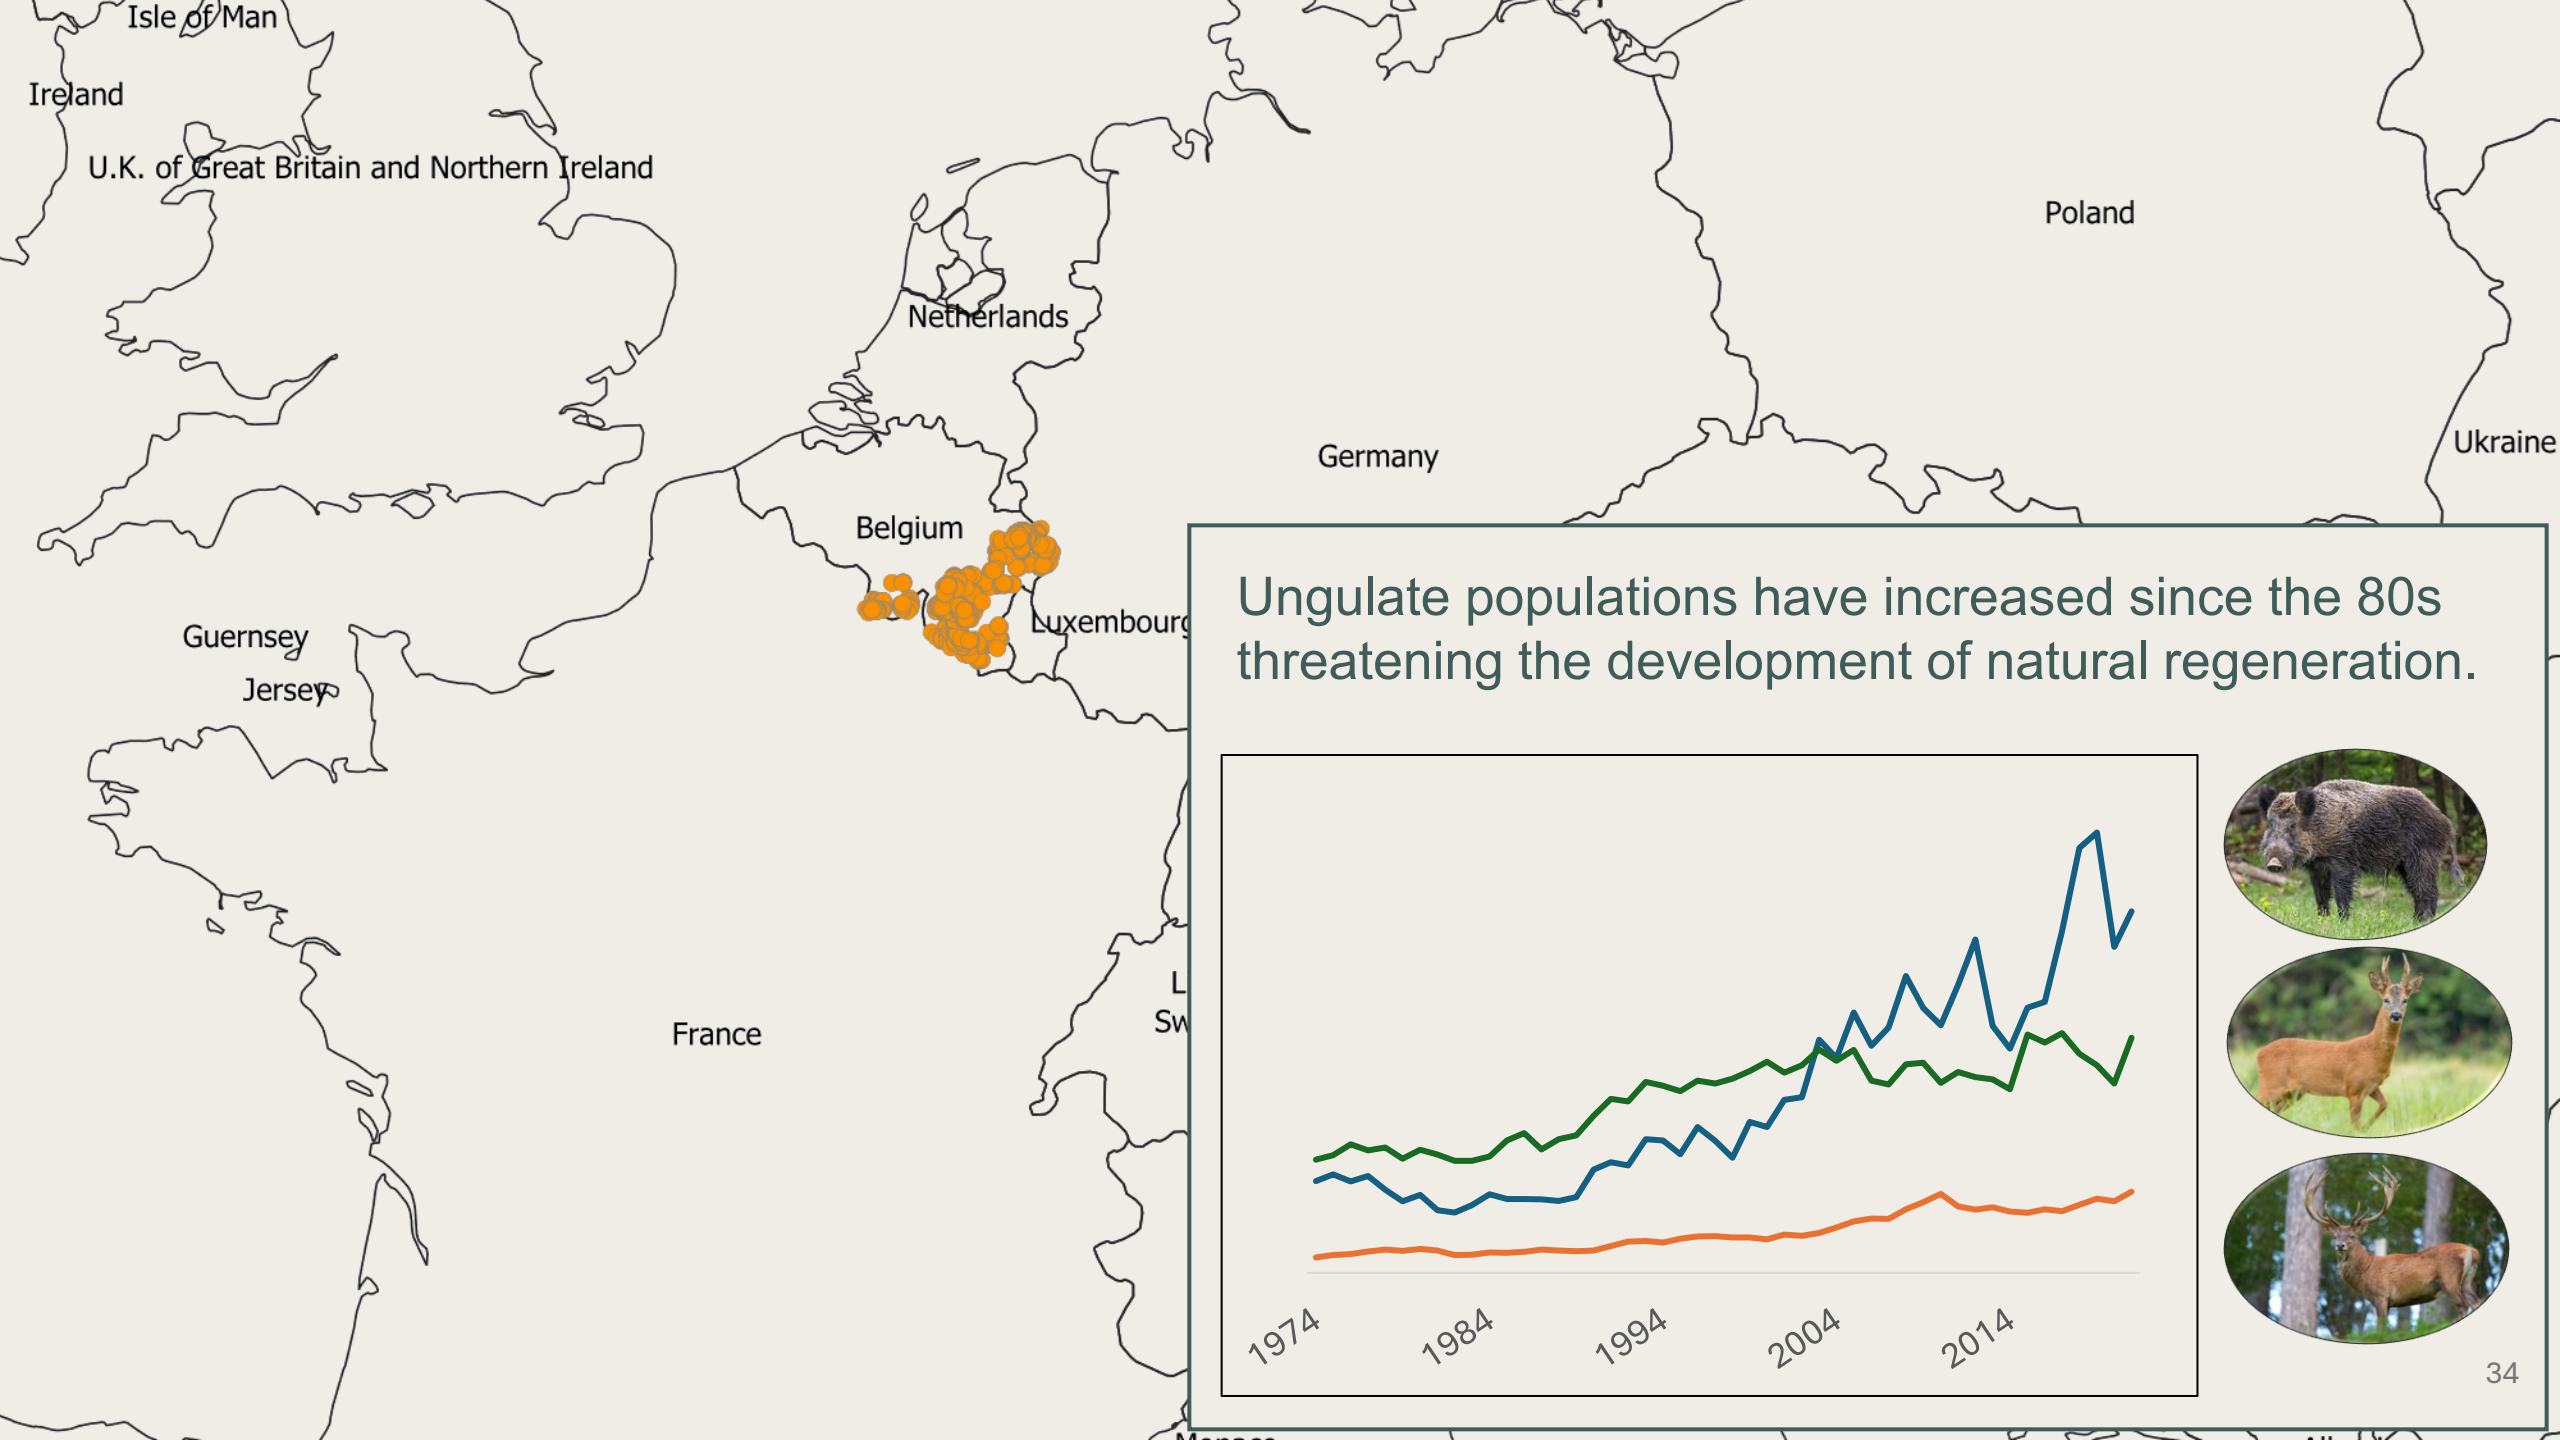 Isle of Man
Ireland
U.K. of Great Britain and Northern Ireland
Poland
Netherlands
Ukraine
Germany
Belgium
Luxembourg
Guernsey
Jersey
France
L
Sw
Ungulate populations have increased since the 80s
threatening the development of natural regeneration.
1974
1984
1994
2004
2014
34